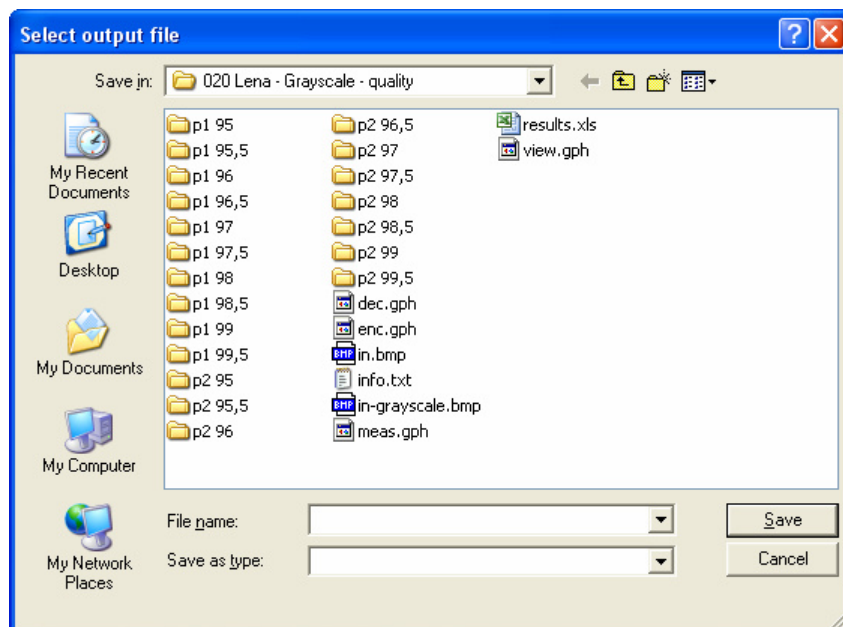 Select output file
Save in: 020 Lena - Grayscale - quality
My Recent
Documents
Desktop
My Documents
My Computer
My Network
Places
p1 95
p1 95,5
p1 96
p1 96,5
p1 97
p1 97,5
p1 98
p1 98,5
p1 99
p1 99,5
p2 95
p2 95,5
p2 96
p2 96,5
p2 97
p2 97,5
p2 98
p2 98,5
p2 99
p2 99,5
dec.gph
enc.gph
BMP in.bmp
info.txt
BMP in-grayscale.bmp
meas.gph
results.xls
view.gph
File name:
Save
Save as type:
Cancel